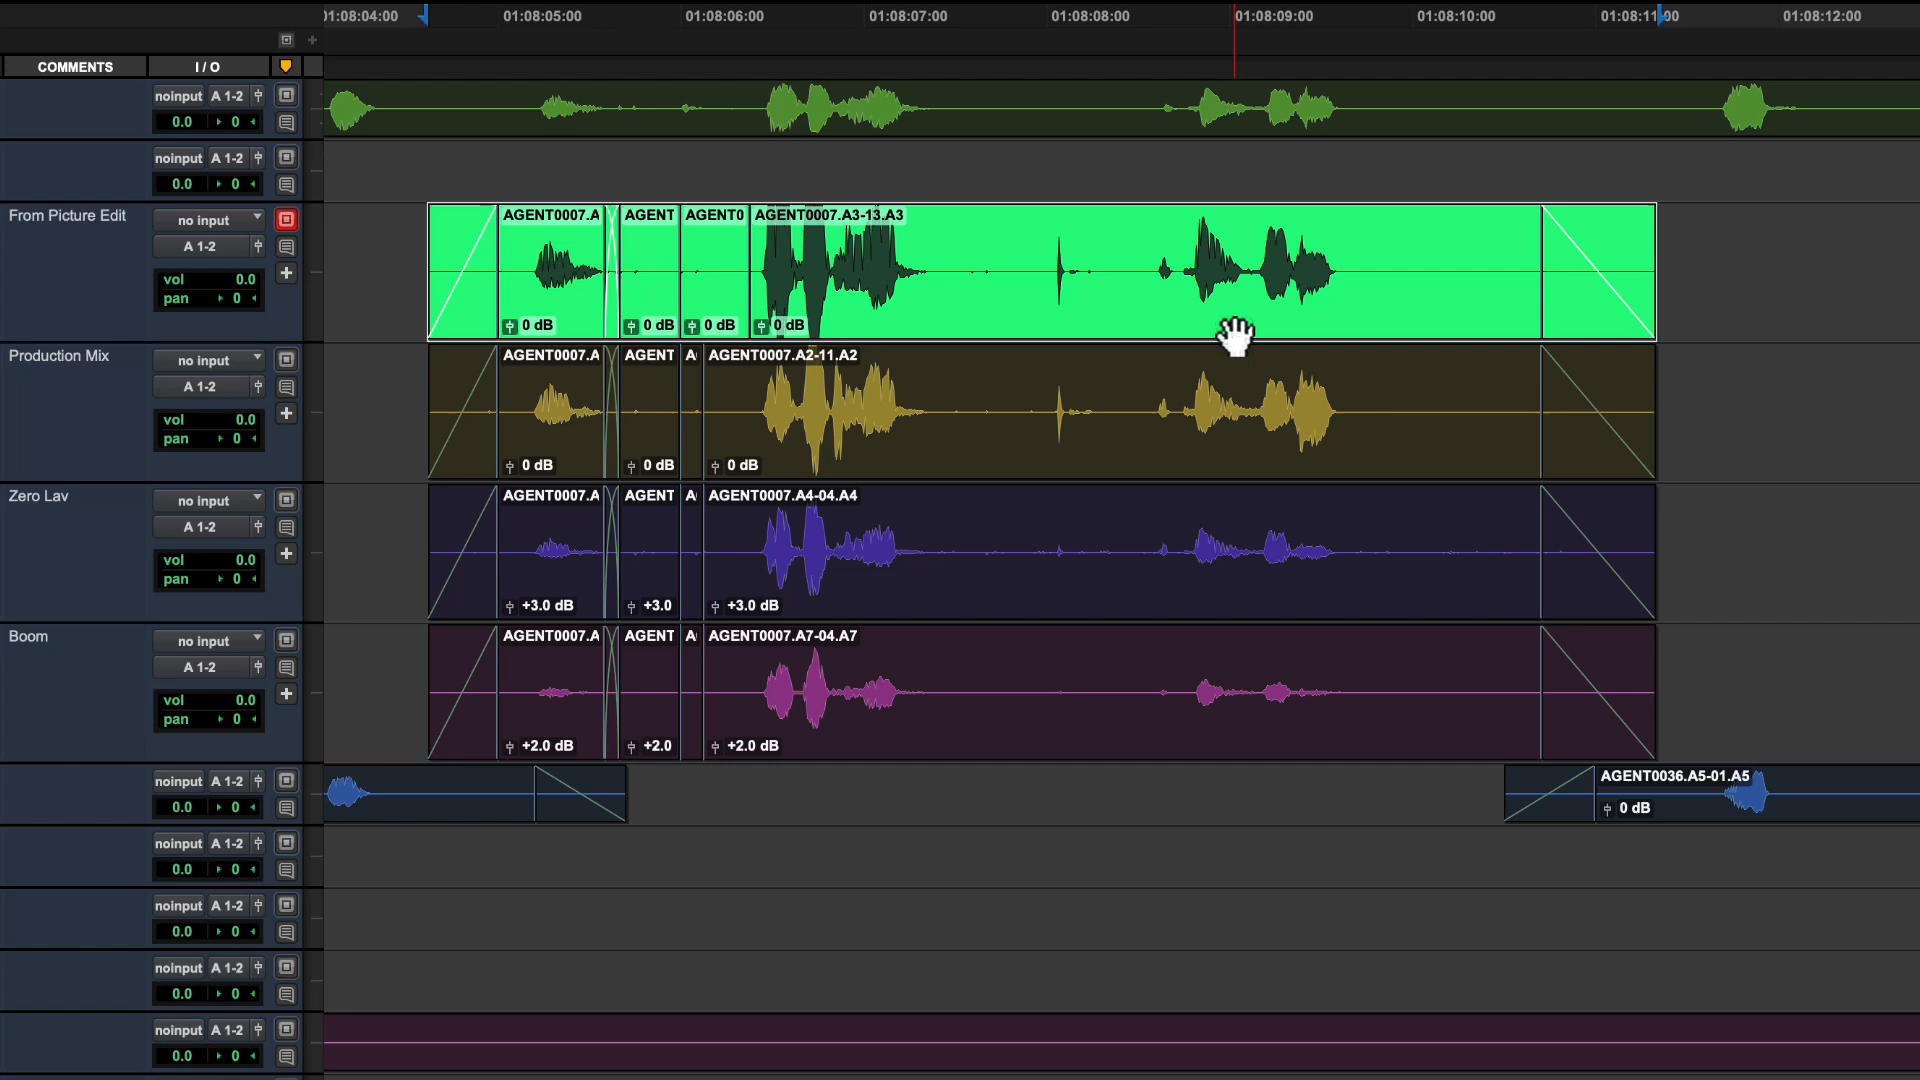 01:08:04:00 01:08:05:00 01:08:06:00 01:08:07:00 01:08:08:00 01:08:09:00 01:08:10:00 01:08:11:00 01:08:12:00
COMMENTS I / O
noinput A 1-2
0.0 0
noinput A 1-2
0.0 0
From Picture Edit no input AGENT0007.A AGENT AGENT0 AGENT0007.A3-13.A3
A 1-2
vol 0.0
pan 0
0 dB 0 dB 0 dB 0 dB
Production Mix no input AGENT0007.A AGENT A AGENT0007.A2-11.A2
A 1-2
vol 0.0
pan 0
0 dB 0 dB 0 dB
Zero Lav no input AGENT0007.A AGENT A AGENT0007.A4-04.A4
A 1-2
vol 0.0
pan 0
+3.0 dB +3.0 +3.0 dB
Boom no input AGENT0007.A AGENT A AGENT0007.A7-04.A7
A 1-2
vol 0.0
pan 0
+2.0 dB +2.0 +2.0 dB
noinput A 1-2 AGENT0036.A5-01.A5
0.0 0 0 dB
noinput A 1-2
0.0 0
noinput A 1-2
0.0 0
noinput A 1-2
0.0 0
noinput A 1-2
0.0 0